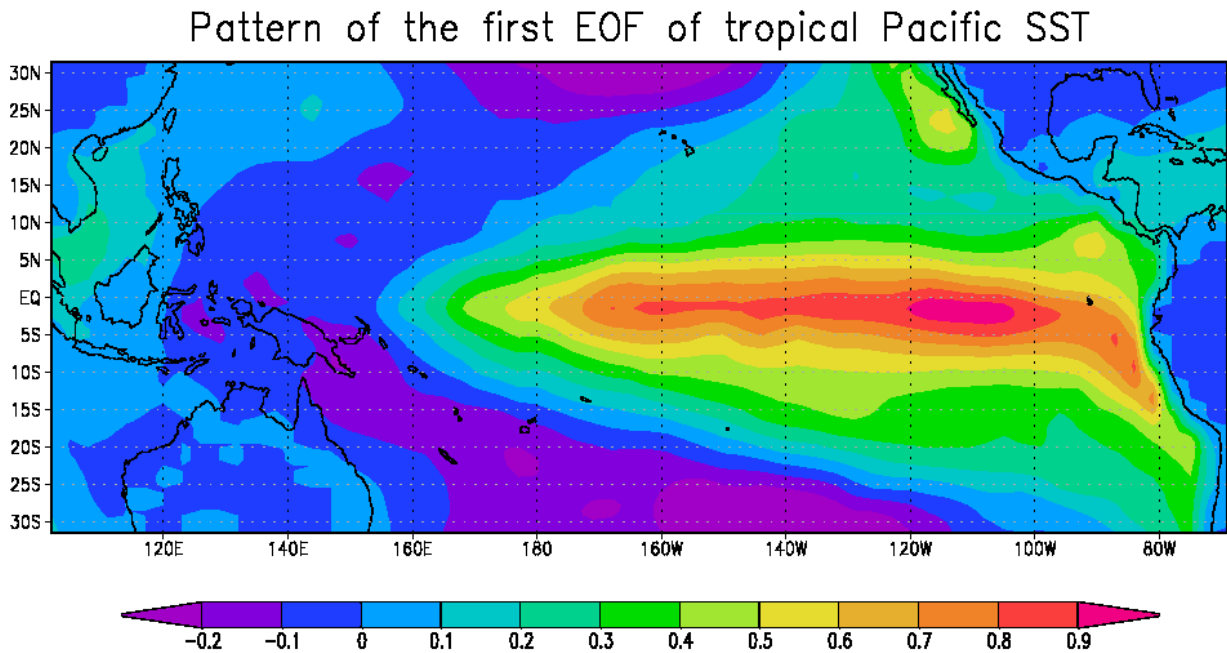 Pattern of the first EOF of tropical Pacific SST
30N
25N
20N
15N
10N
5N
EQ
5S
10S
15S
20S
25S
30S
120E 140E 160E 180 160W 140W 120W 100W 80W
-0.2 -0.1 0 0.1 0.2 0.3 0.4 0.5 0.6 0.7 0.8 0.9